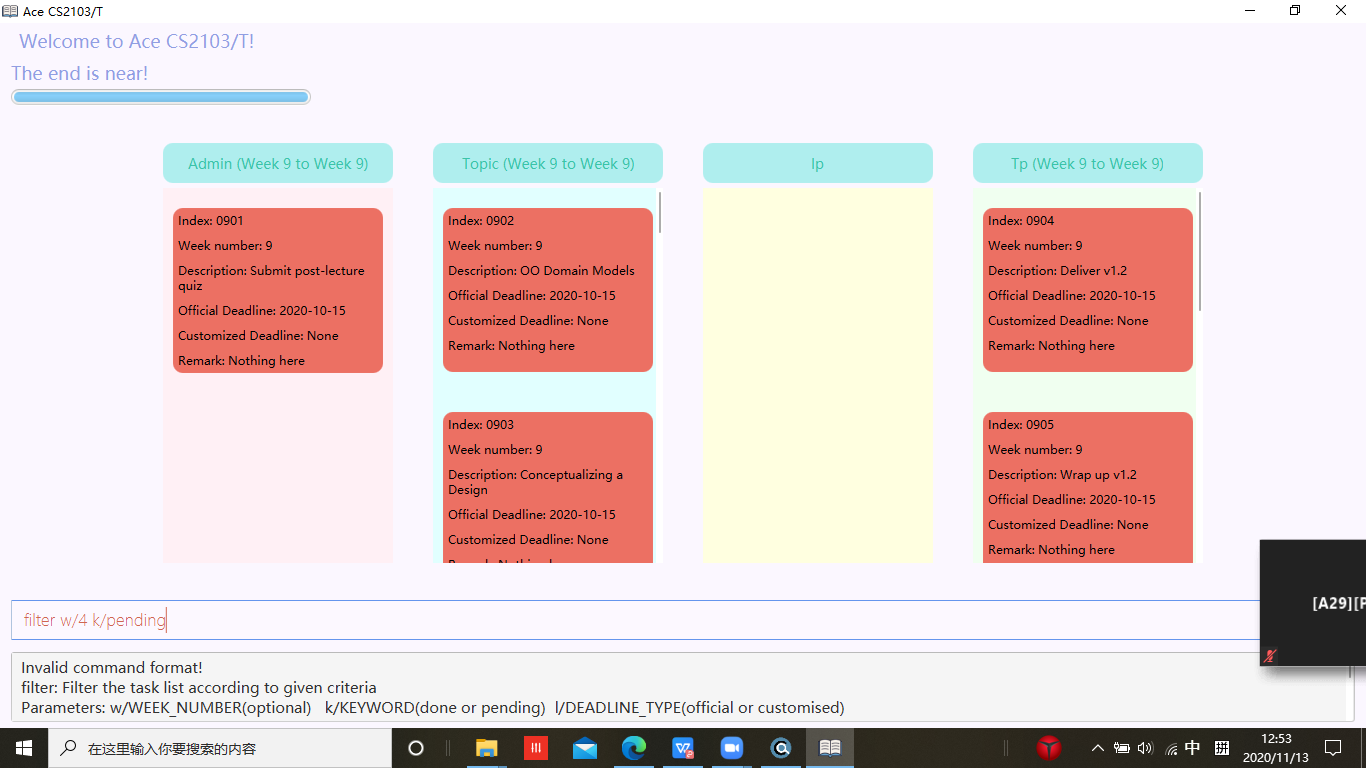 Ace CS2103/T
Welcome to Ace CS2103/T!
The end is near!
Admin (Week 9 to Week 9)
Index: 0901
Week number: 9
Description: Submit post-lecture
quiz
Official Deadline: 2020-10-15
Customized Deadline: None
Remark: Nothing here
Topic (Week 9 to Week 9)
Index: 0902
Week number: 9
Description: OO Domain Models
Official Deadline: 2020-10-15
Customized Deadline: None
Remark: Nothing here
Index: 0903
Week number: 9
Description: Conceptualizing a
Design
Official Deadline: 2020-10-15
Customized Deadline: None
Ip
Tp (Week 9 to Week 9)
Index: 0904
Week number: 9
Description: Deliver v1.2
Official Deadline: 2020-10-15
Customized Deadline: None
Remark: Nothing here
Index: 0905
Week number: 9
Description: Wrap up v1.2
Official Deadline: 2020-10-15
Customized Deadline: None
Remark: Nothing here
filter w/4 k/pending
[A29][P
Invalid command format!
filter: Filter the task list according to given criteria
Parameters: w/WEEK_NUMBER(optional)   k/KEYWORD(done or pending)  l/DEADLINE_TYPE(official or customised)
在这里输入你要搜索的内容
中
拼
12:53
2020/11/13